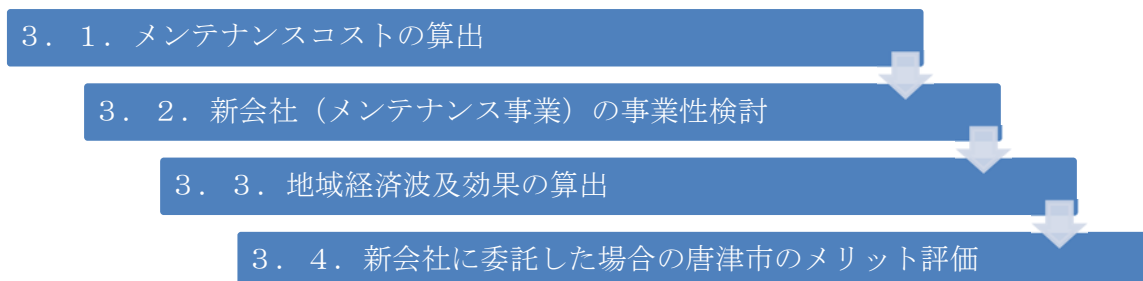 ３．１．メンテナンスコストの算出
３．２．新会社（メンテナンス事業）の事業性検討
３．３．地域経済波及効果の算出
３．４．新会社に委託した場合の唐津市のメリット評価